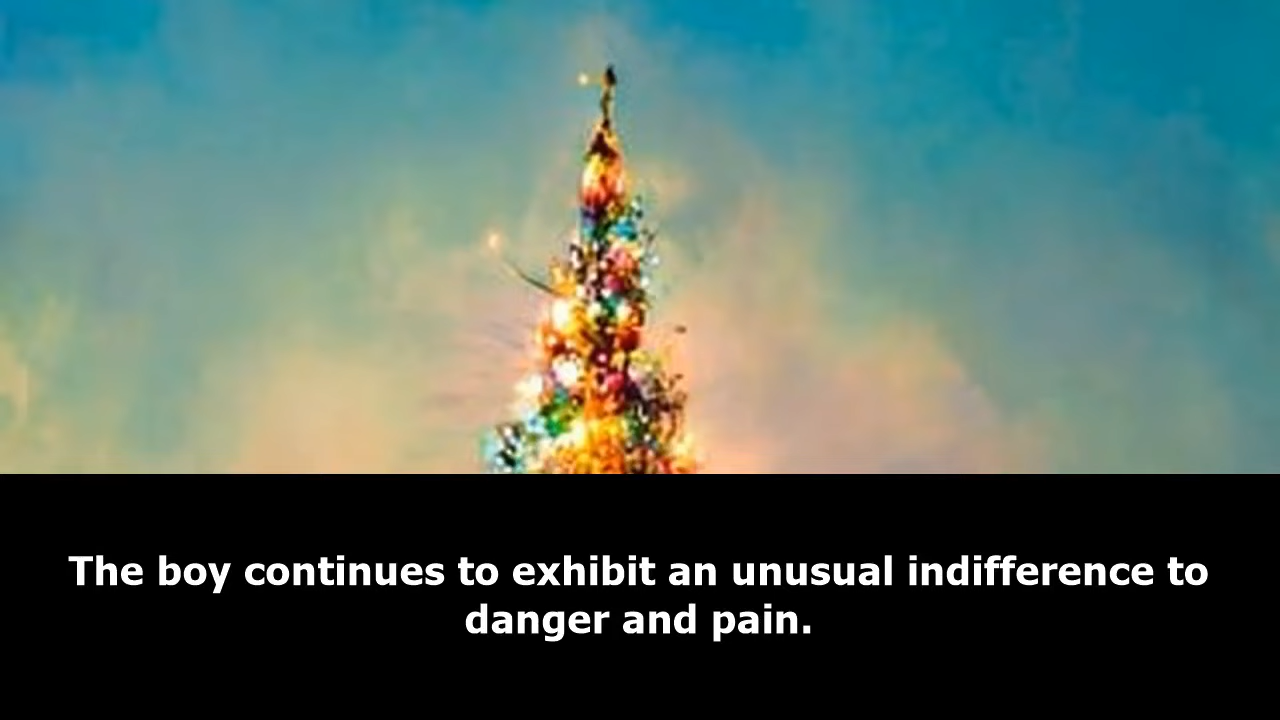 The boy continues to exhibit an unusual indifference to
danger and pain.